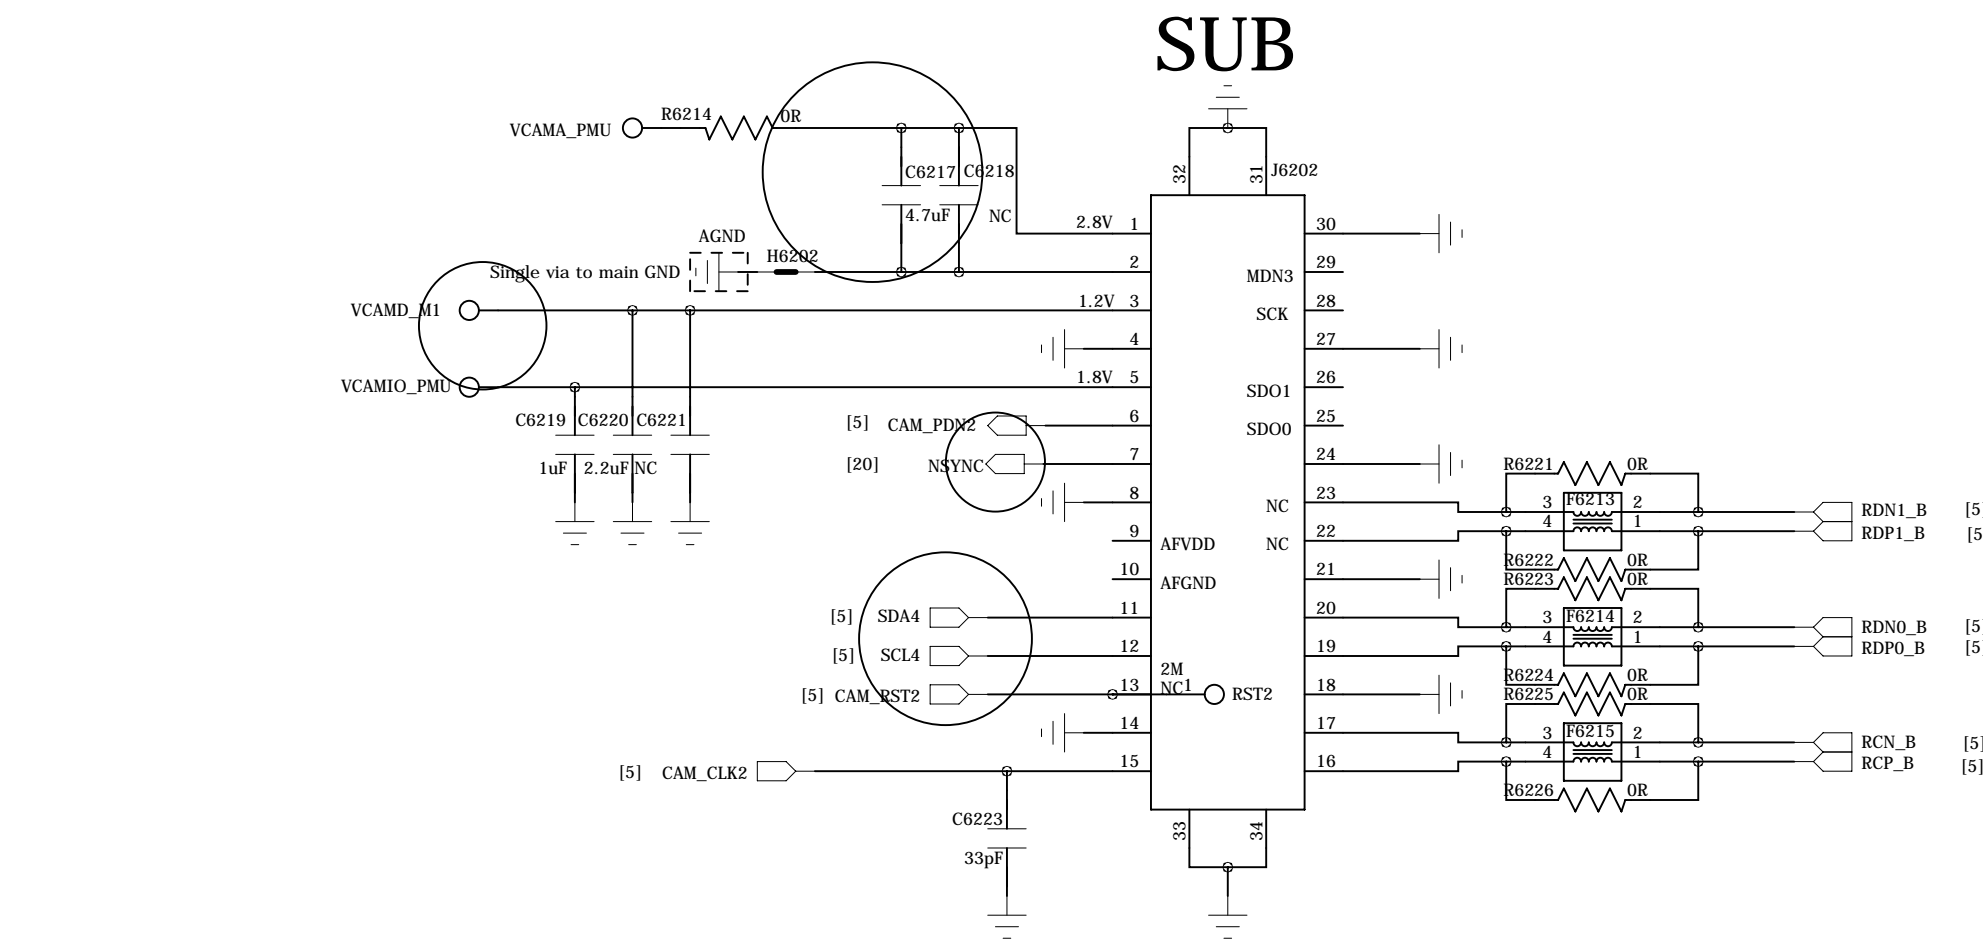 SUB
R6214 0R
VCAMA_PMU
32 31 J6202
C6217 C6218
4.7uF NC
2.8V 1 30
AGND
H6202
Single via to main GND
2 29
MDN3
VCAMD_M1
1.2V 3 28
SCK
4 27
VCAMIO_PMU
1.8V 5 26
SDO1
C6219 C6220 C6221
1uF 2.2uF NC
[5] CAM_PDN2 6 25
SDO0
[20] NSYNC 7 24
R6221 0R
8 23
NC
3 F6213 2 RDN1_B [5]
4 1 RDP1_B [5
9 22
AFVDD NC
R6222 0R
10 21
AFGND
R6223 0R
[5] SDA4 11 20
3 F6214 2 RDN0_B [5]
4 1 RDP0_B [5]
[5] SCL4 12 19
2M
R6224 0R
[5] CAM_RST2 13 NC1 RST2 18
R6225 0R
14 17
3 F6215 2 RCN_B [5]
4 1 RCP_B [5]
[5] CAM_CLK2 15 16
R6226 0R
C6223
33pF
33 34